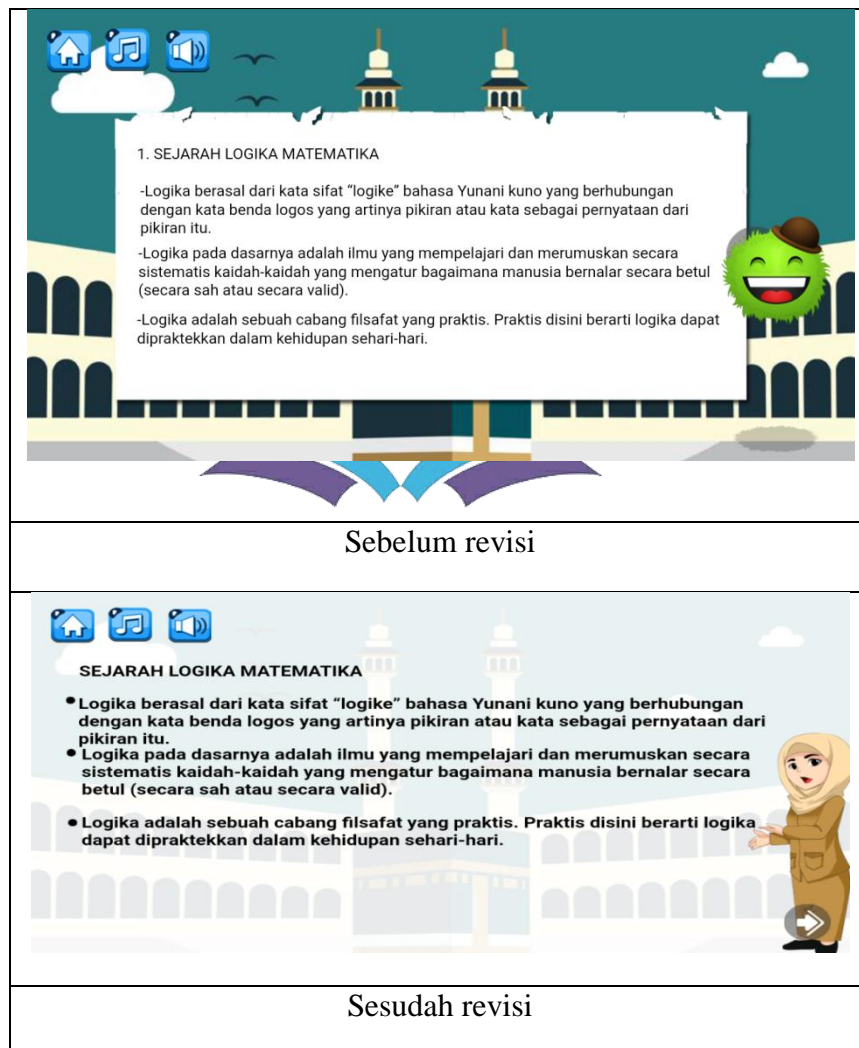 1. SEJARAH LOGIKA MATEMATIKA
-Logika berasal dari kata sifat “logike” bahasa Yunani kuno yang berhubungan
dengan kata benda logos yang artinya pikiran atau kata sebagai pernyataan dari
pikiran itu.
-Logika pada dasarnya adalah ilmu yang mempelajari dan merumuskan secara
sistematis kaidah-kaidah yang mengatur bagaimana manusia bernalar secara betul
(secara sah atau secara valid).
-Logika adalah sebuah cabang filsafat yang praktis. Praktis disini berarti logika dapat
dipraktekkan dalam kehidupan sehari-hari.
Sebelum revisi
SEJARAH LOGIKA MATEMATIKA
• Logika berasal dari kata sifat “logike” bahasa Yunani kuno yang berhubungan
dengan kata benda logos yang artinya pikiran atau kata sebagai pernyataan dari
pikiran itu.
• Logika pada dasarnya adalah ilmu yang mempelajari dan merumuskan secara
sistematis kaidah-kaidah yang mengatur bagaimana manusia bernalar secara
betul (secara sah atau secara valid).
• Logika adalah sebuah cabang filsafat yang praktis. Praktis disini berarti logika
dapat dipraktekkan dalam kehidupan sehari-hari.
Sesudah revisi